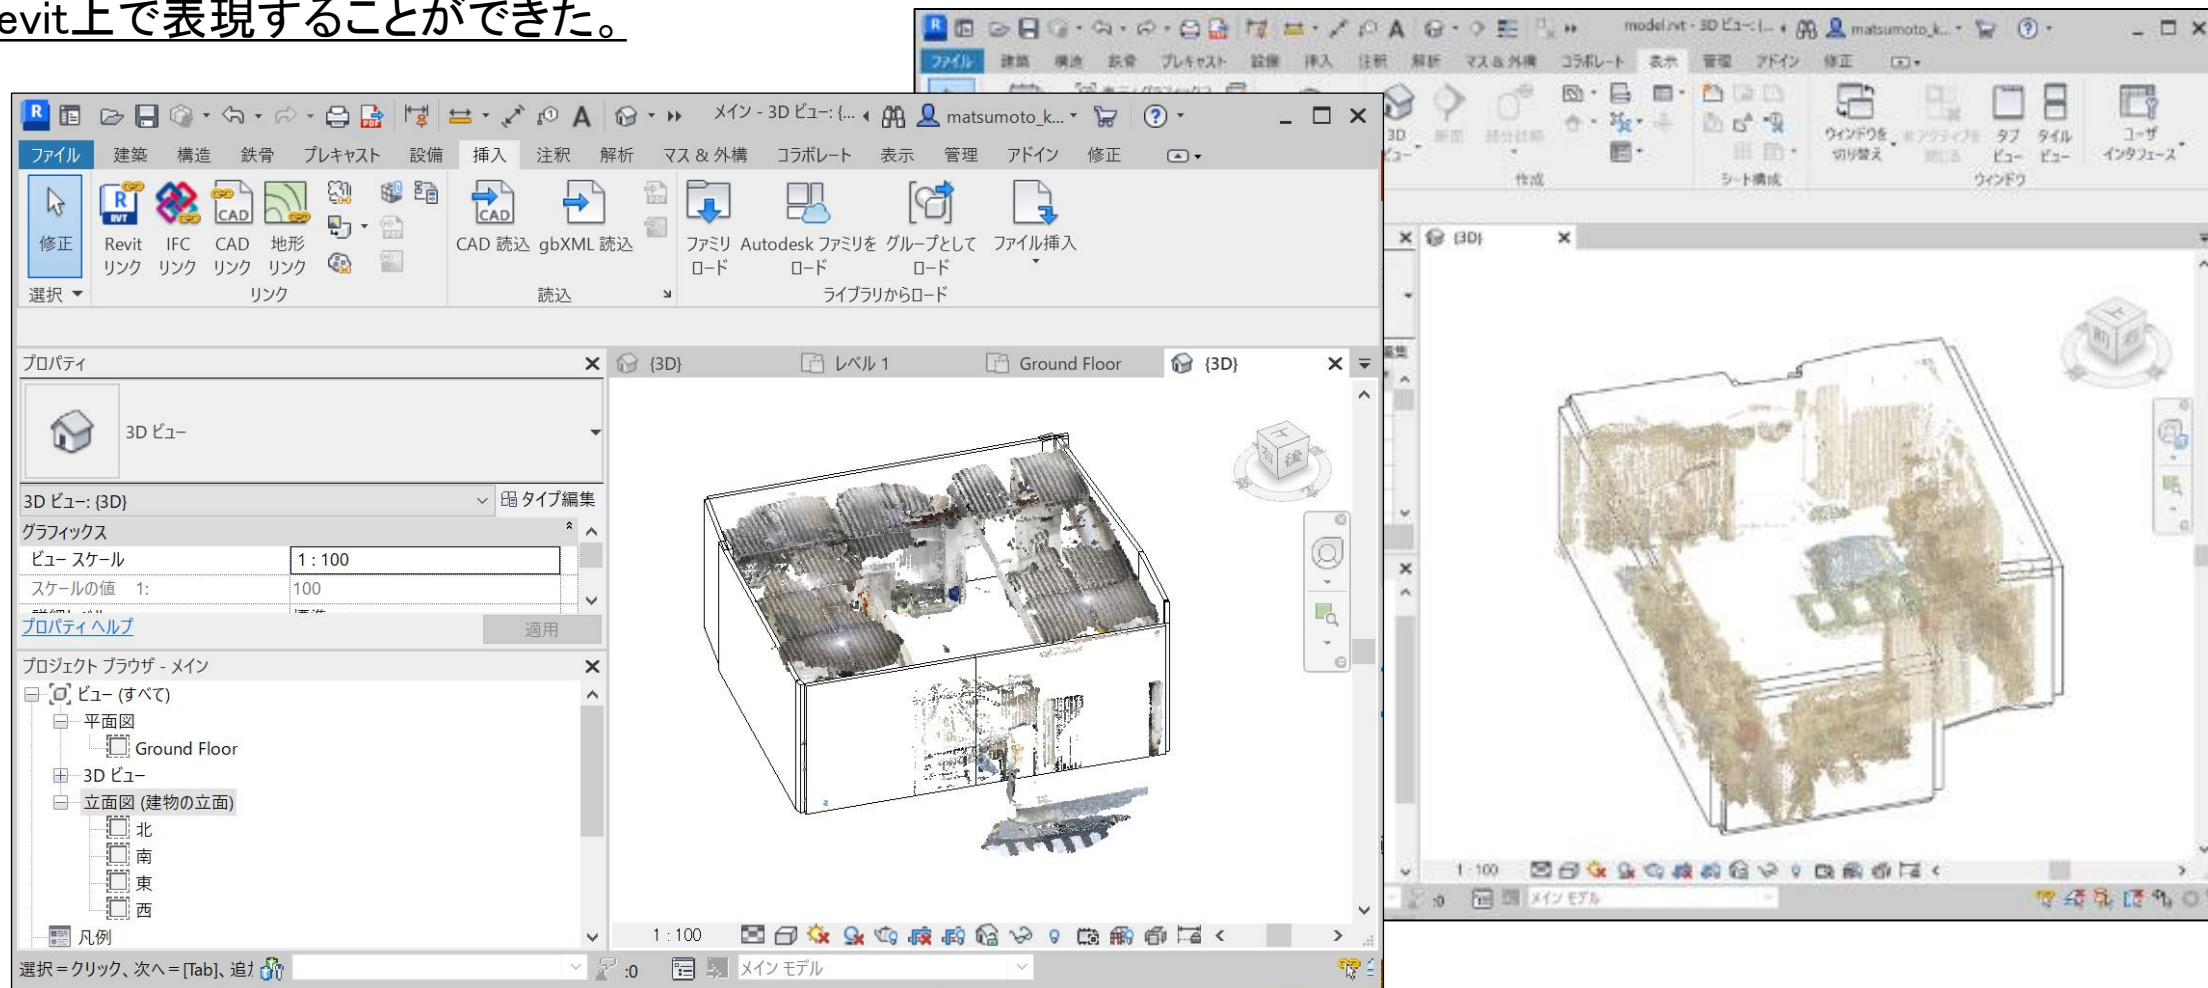 evit上で表現することができた。
model.rvt - 3D ビュー: {... matsumoto_k...
ファイル 建築 構造 鉄骨 プレキャスト 設備 挿入 注釈 解析 マス & 外構 コラボレート 表示 管理 アドイン 修正
3D
ビュー
断面
ウィンドウを
切り替え
タブ
ビュー
タイル
ビュー
ユーザ
インタフェース
作成
シート構成
ウィンドウ
{3D}
1 : 100
:0
メイン モデル
メイン - 3D ビュー: {... matsumoto_k...
ファイル 建築 構造 鉄骨 プレキャスト 設備 挿入 注釈 解析 マス & 外構 コラボレート 表示 管理 アドイン 修正
修正
Revit
リンク
IFC
リンク
CAD
リンク
地形
リンク
CAD 読込
gbXML 読込
ファミリ
ロード
Autodesk ファミリを
ロード
グループとして
ロード
ファイル挿入
選択
リンク
読込
ライブラリからロード
プロパティ
{3D}
レベル 1
Ground Floor
{3D}
3D ビュー
3D ビュー: {3D}
タイプ編集
グラフィックス
ビュー スケール
1 : 100
スケールの値 1:
100
プロパティ ヘルプ
適用
プロジェクト ブラウザ - メイン
ビュー (すべて)
平面図
Ground Floor
3D ビュー
立面図 (建物の立面)
北
南
東
西
凡例
1 : 100
選択 = クリック、次へ = [Tab]、追加
:0
メイン モデル
上
右
後